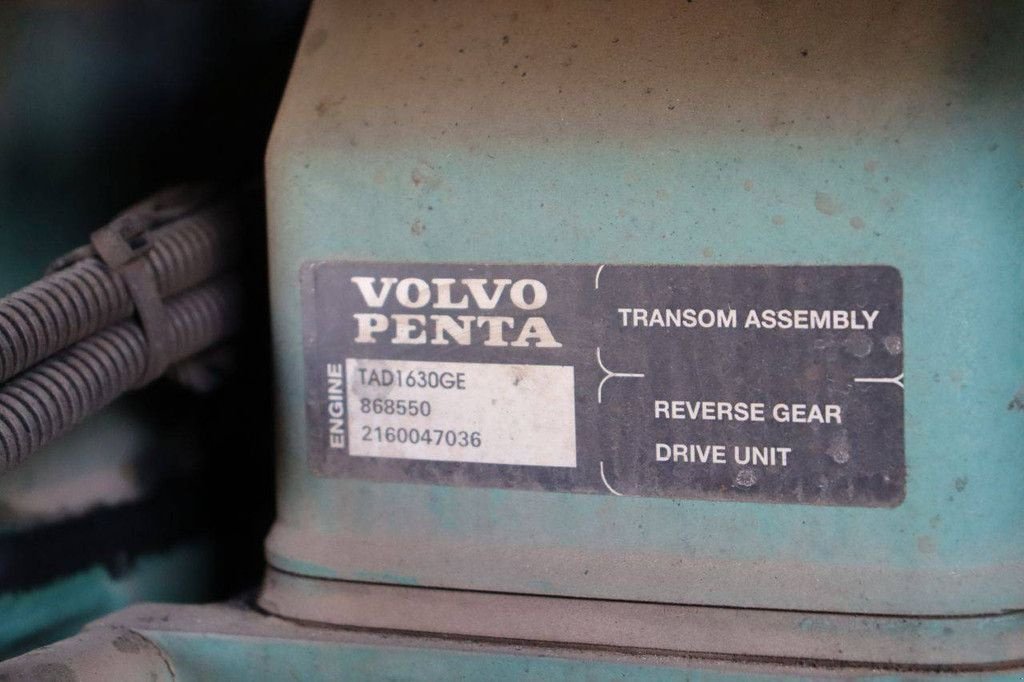 VOLVO
PENTA
ENGINE
TAD1630GE
868550
2160047036
TRANSOM ASSEMBLY
REVERSE GEAR
DRIVE UNIT